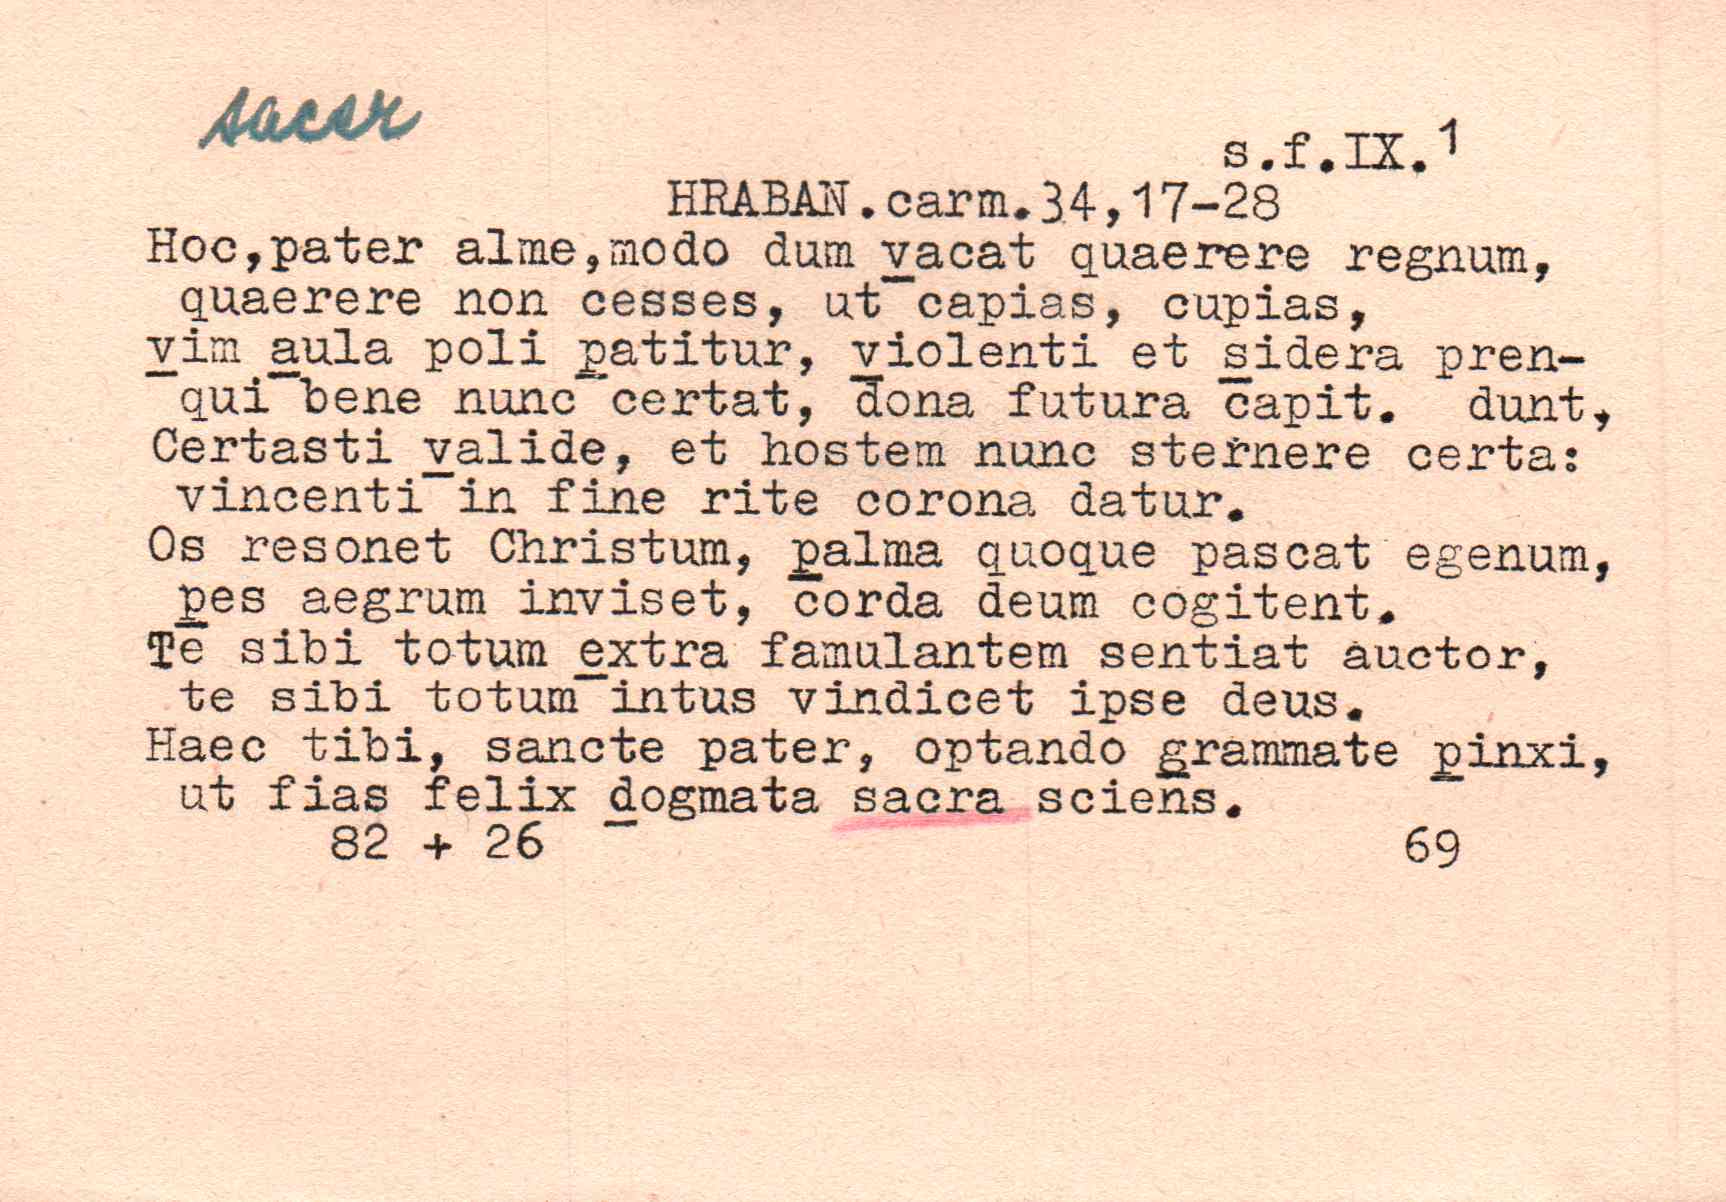 sacer
s.f.IX.¹
HRABAN.carm.34,17-28
Hoc,pater alme,modo dum vacat quaerere regnum,
quaerere non cesses, ut capias, cupias,
vim aula poli patitur, violenti et sidera pren-
qui bene nunc certat, dona futura capit. dunt,
Certasti valide, et hostem nunc sternere certa:
vincenti in fine rite corona datur.
Os resonet Christum, palma quoque pascat egenum,
pes aegrum inviset, corda deum cogitent.
Te sibi totum extra famulantem sentiat auctor,
te sibi totum intus vindicet ipse deus.
Haec tibi, sancte pater, optando grammate pinxi,
ut fias felix dogmata sacra sciens.
82 + 26 69